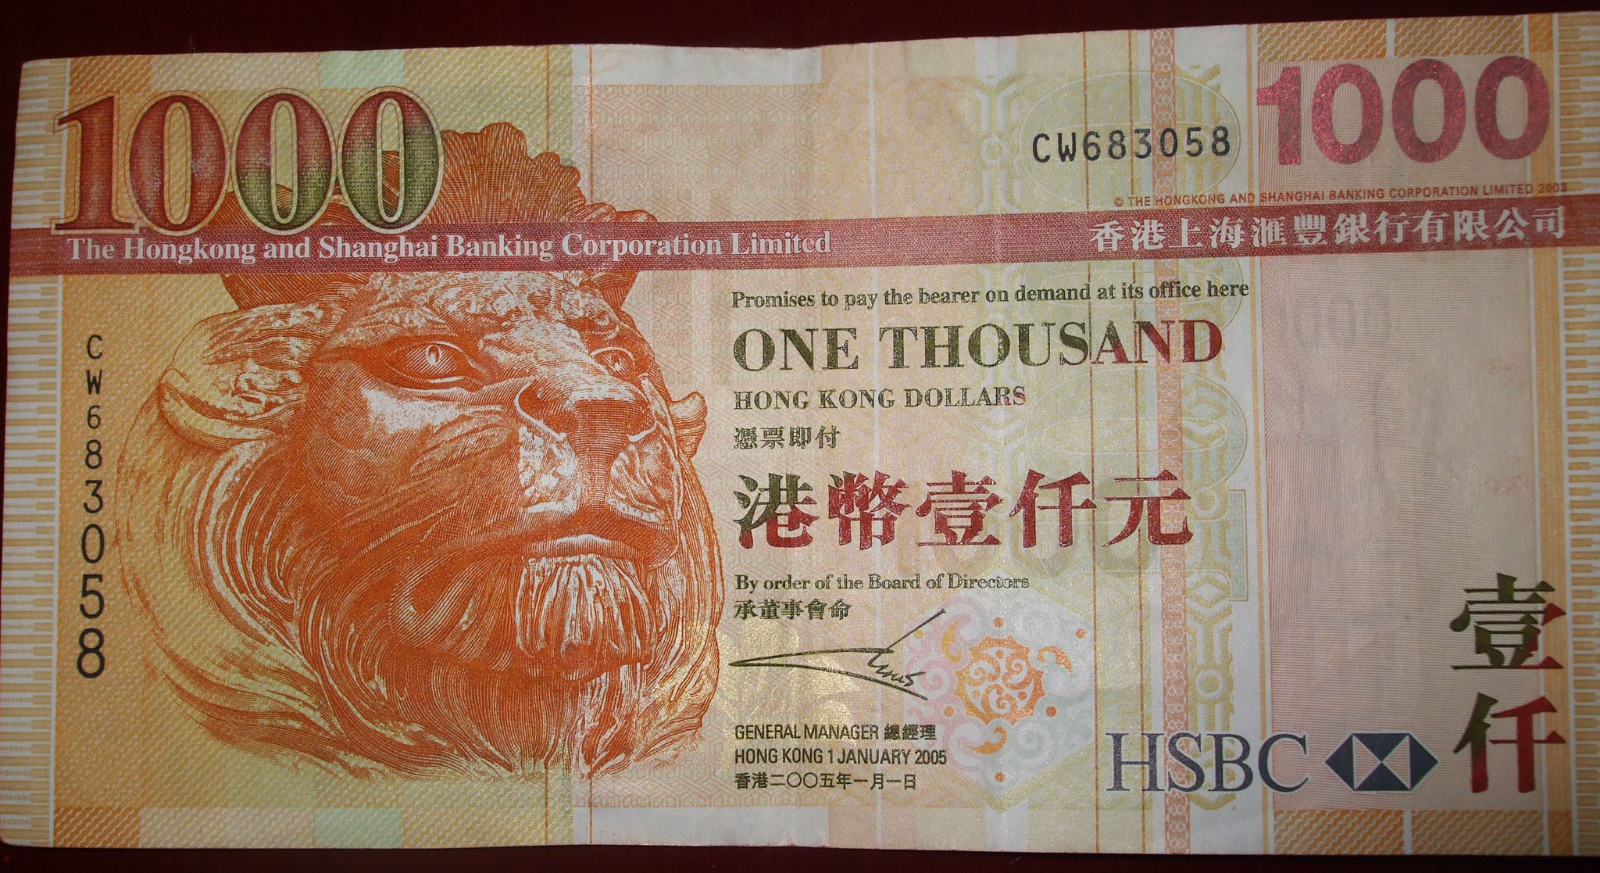 1000
1000
CW683058
© THE HONGKONG AND SHANGHAI BANKING CORPORATION LIMITED 2003
The Hongkong and Shanghai Banking Corporation Limited
香港上海滙豐銀行有限公司
Promises to pay the bearer on demand at its office here
ONE THOUSAND
HONG KONG DOLLARS
憑票即付
港幣壹仟元
By order of the Board of Directors
承董事會命
GENERAL MANAGER 總經理
HONG KONG 1 JANUARY 2005
香港二〇〇五年一月一日
CW683058
HSBC
壹仟